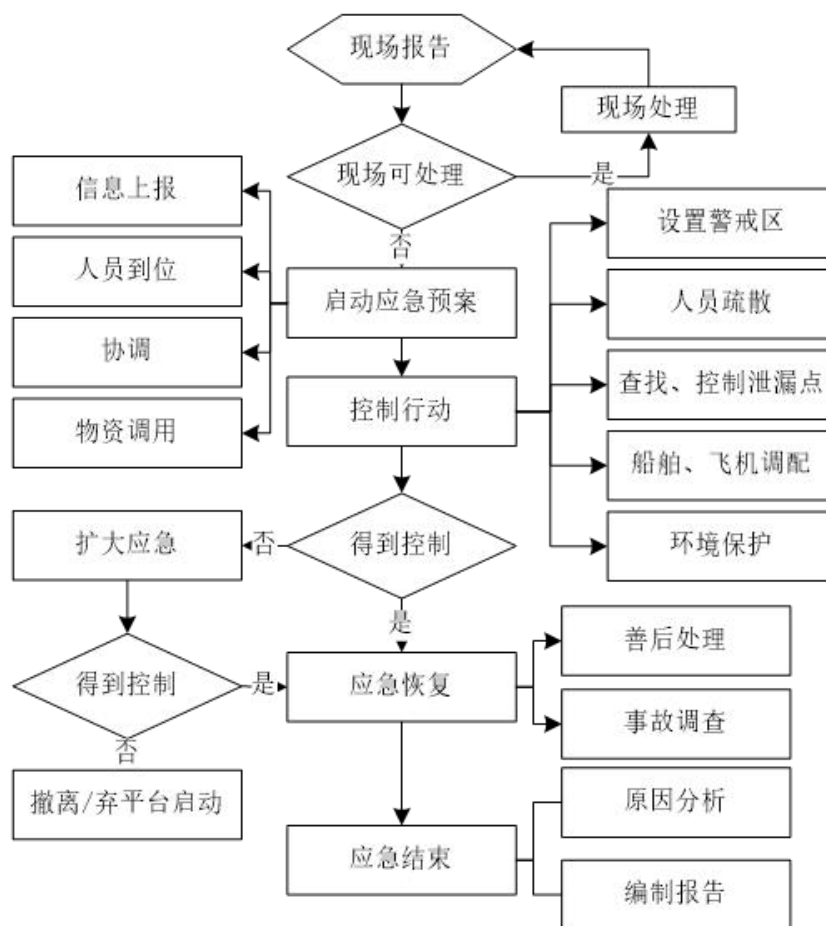 现场报告
现场处理
现场可处理
是
信息上报
设置警戒区
否
人员到位
启动应急预案
人员疏散
协调
查找、控制泄漏点
控制行动
物资调用
船舶、飞机调配
扩大应急
否
得到控制
环境保护
是
善后处理
得到控制
是
应急恢复
事故调查
否
撤离/弃平台启动
原因分析
应急结束
编制报告